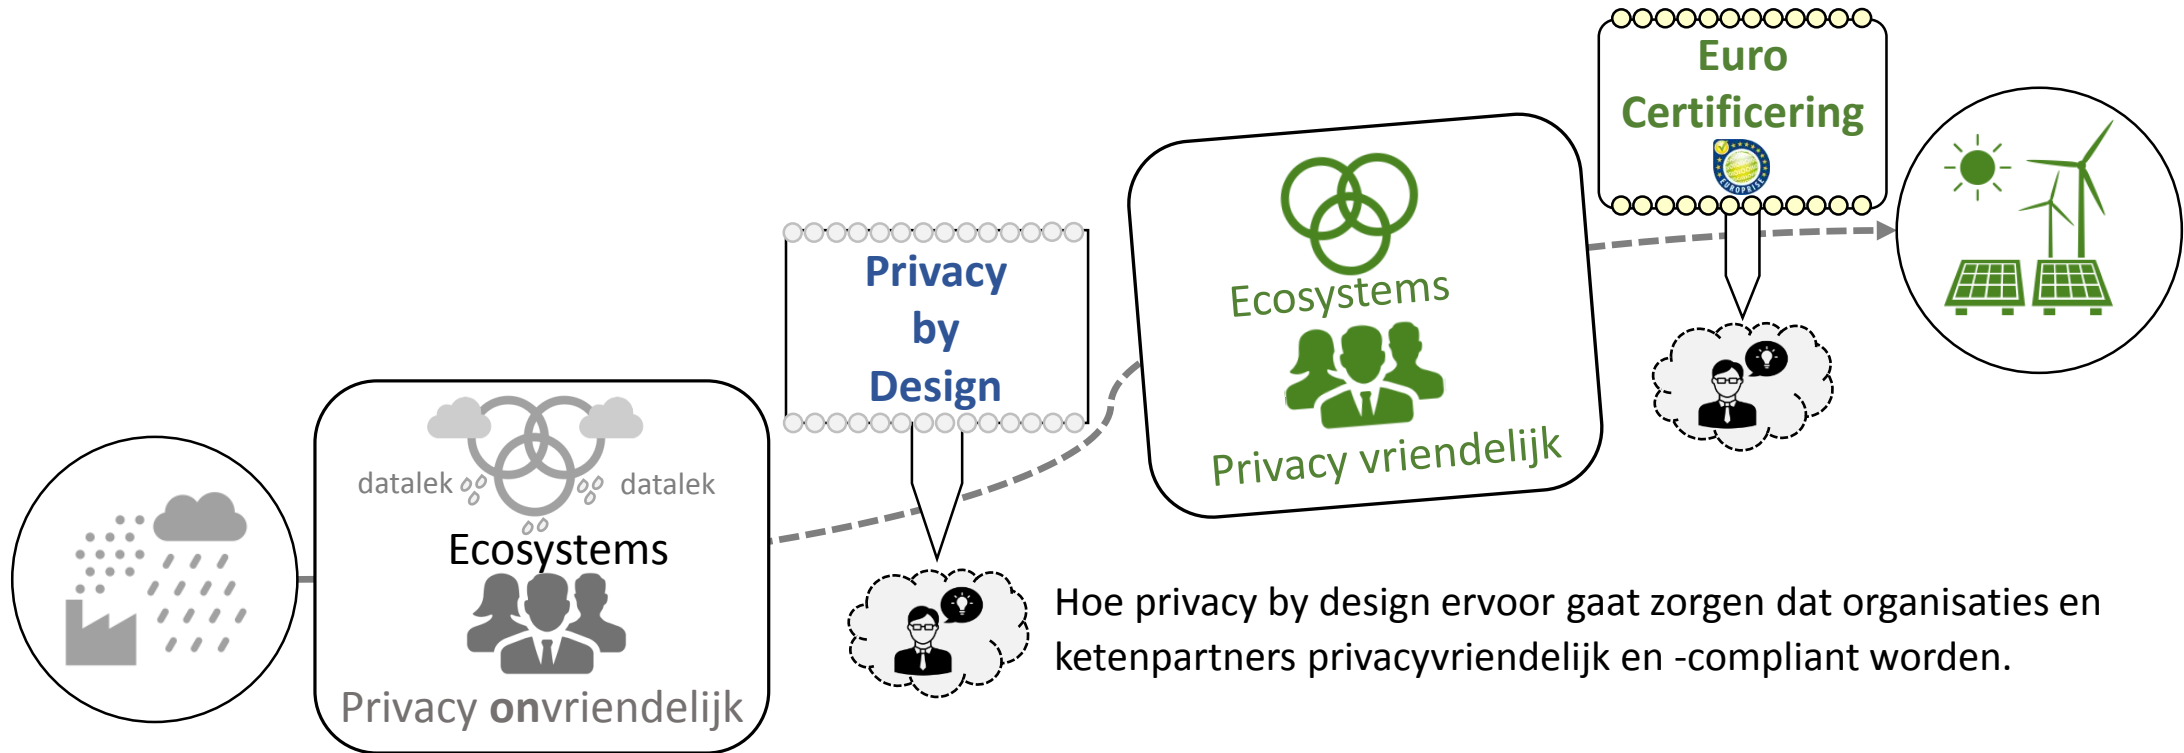 Euro
Certificering
EUROPRISE
Privacy
by
Design
Ecosystems
Privacy vriendelijk
datalek
datalek
Ecosystems
Privacy onvriendelijk
Hoe privacy by design ervoor gaat zorgen dat organisaties en
ketenpartners privacyvriendelijk en -compliant worden.